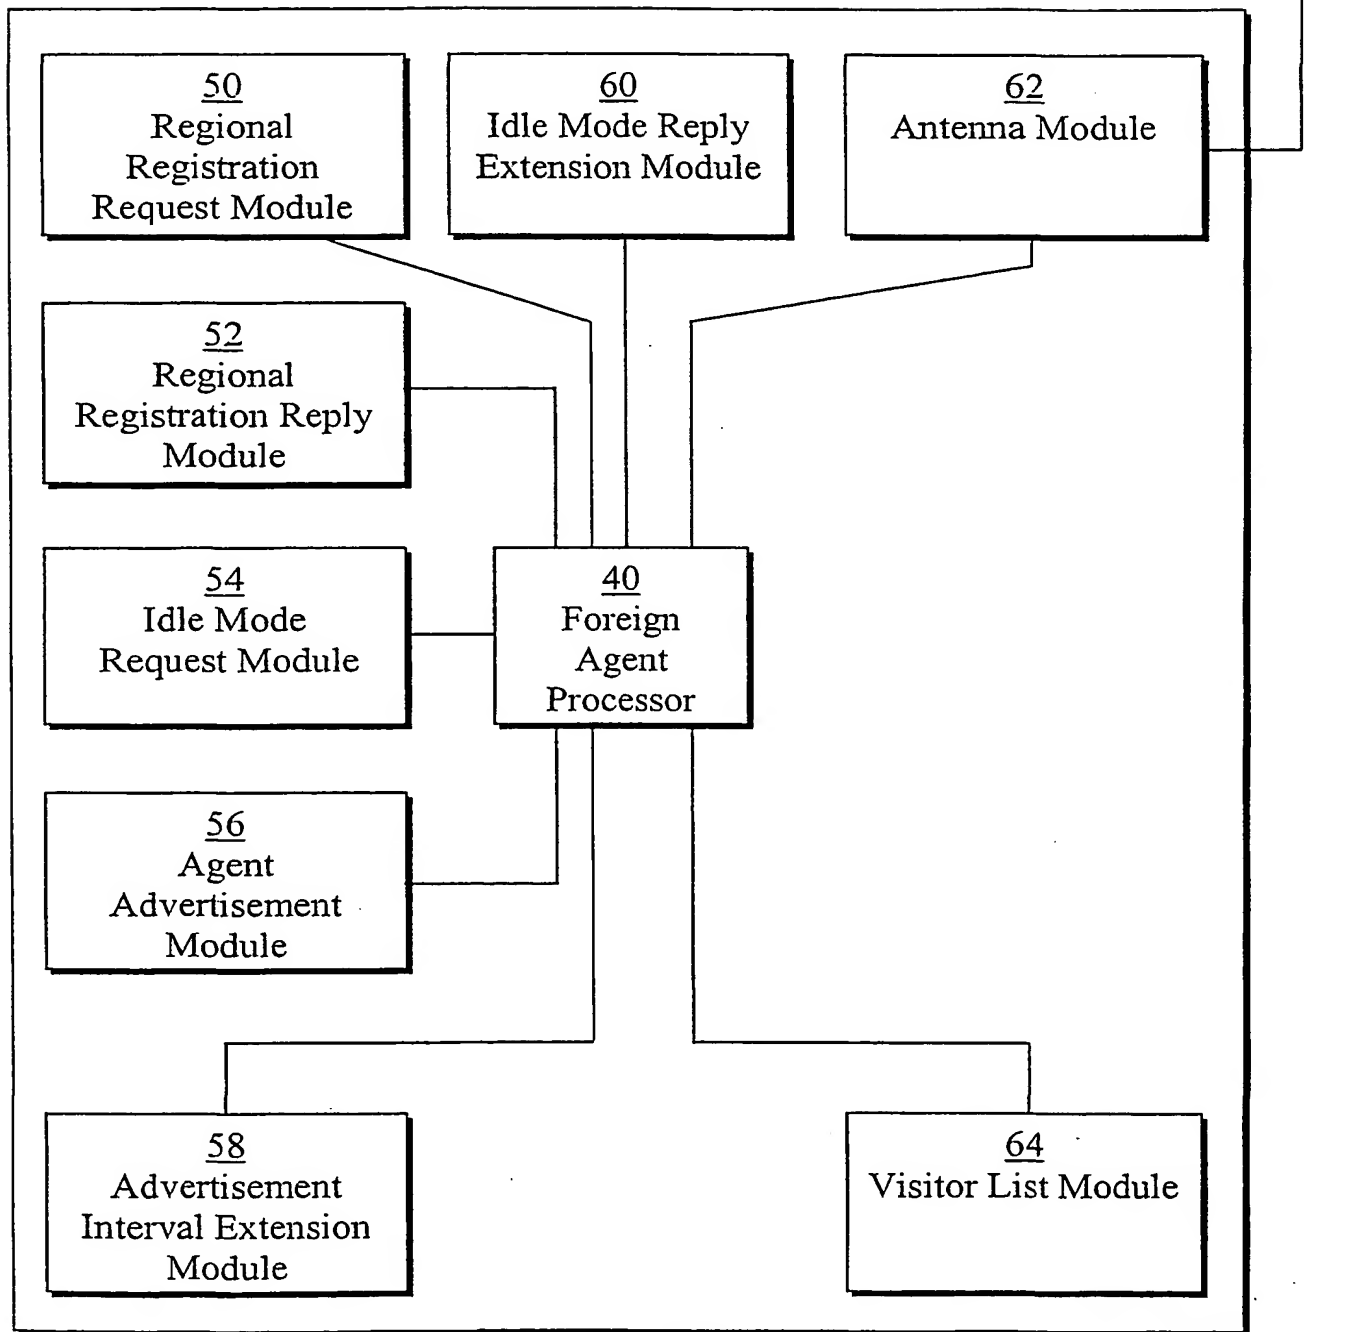 50
Regional
Registration
Request Module
60
Idle Mode Reply
Extension Module
62
Antenna Module
52
Regional
Registration Reply
Module
54
Idle Mode
Request Module
40
Foreign
Agent
Processor
56
Agent
Advertisement
Module
58
Advertisement
Interval Extension
Module
64
Visitor List Module